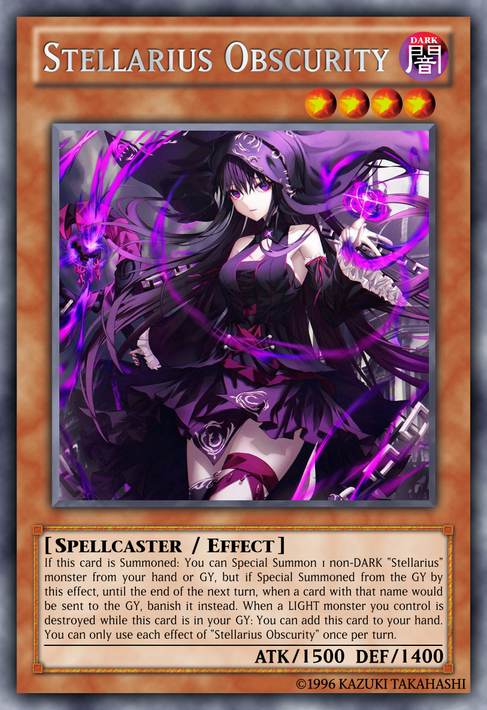 Stellarius Obscurity
DARK
闇
[ Spellcaster / Effect ]
If this card is Summoned: You can Special Summon 1 non-DARK "Stellarius"
monster from your hand or GY, but if Special Summoned from the GY by
this effect, until the end of the next turn, when a card with that name would
be sent to the GY, banish it instead. When a LIGHT monster you control is
destroyed while this card is in your GY: You can add this card to your hand.
You can only use each effect of "Stellarius Obscurity" once per turn.
ATK/1500 DEF/1400
©1996 KAZUKI TAKAHASHI